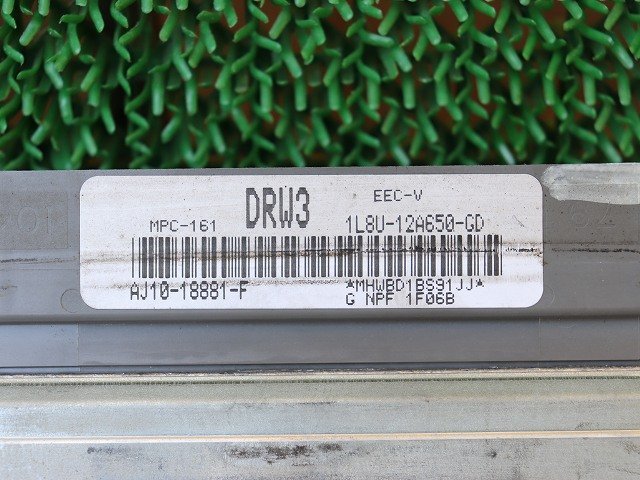 DRW3 EEC-V
MPC-161 1L8U-12A650-GD
AJ10-18881-F *MHWBD1BS91JJ*
G NPF 1F06B